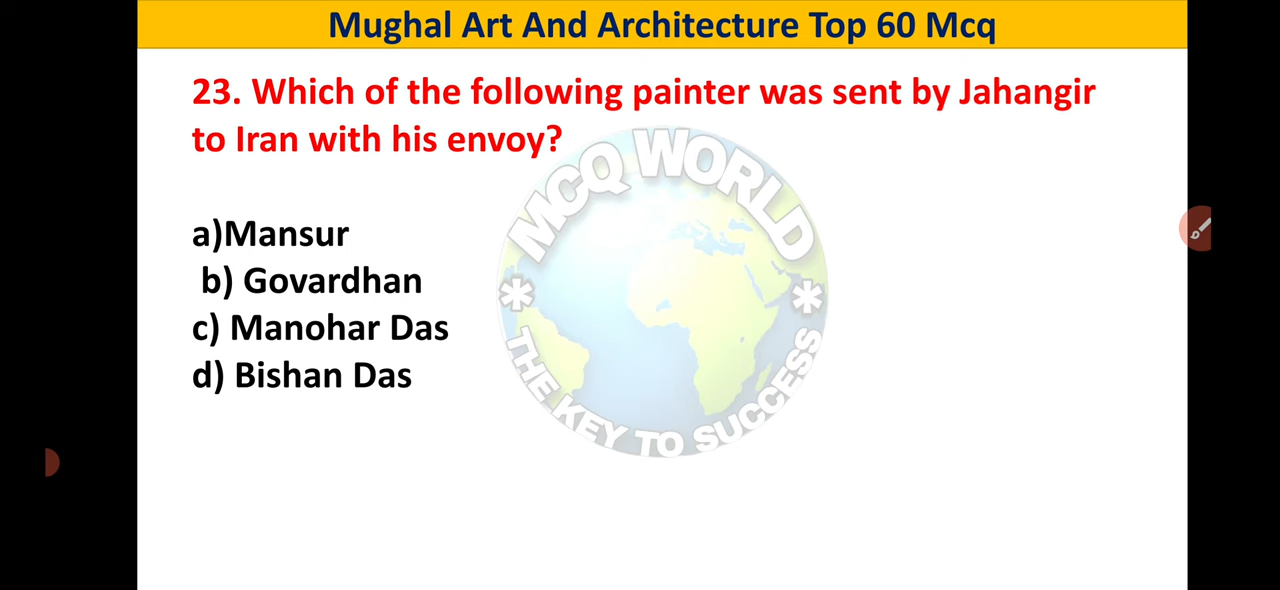 Mughal Art And Architecture Top 60 Mcq
23. Which of the following painter was sent by Jahangir
to Iran with his envoy?
MCQ WORLD
a)Mansur
b) Govardhan
c) Manohar Das
d) Bishan Das
* THE KEY TO SUCCESS *